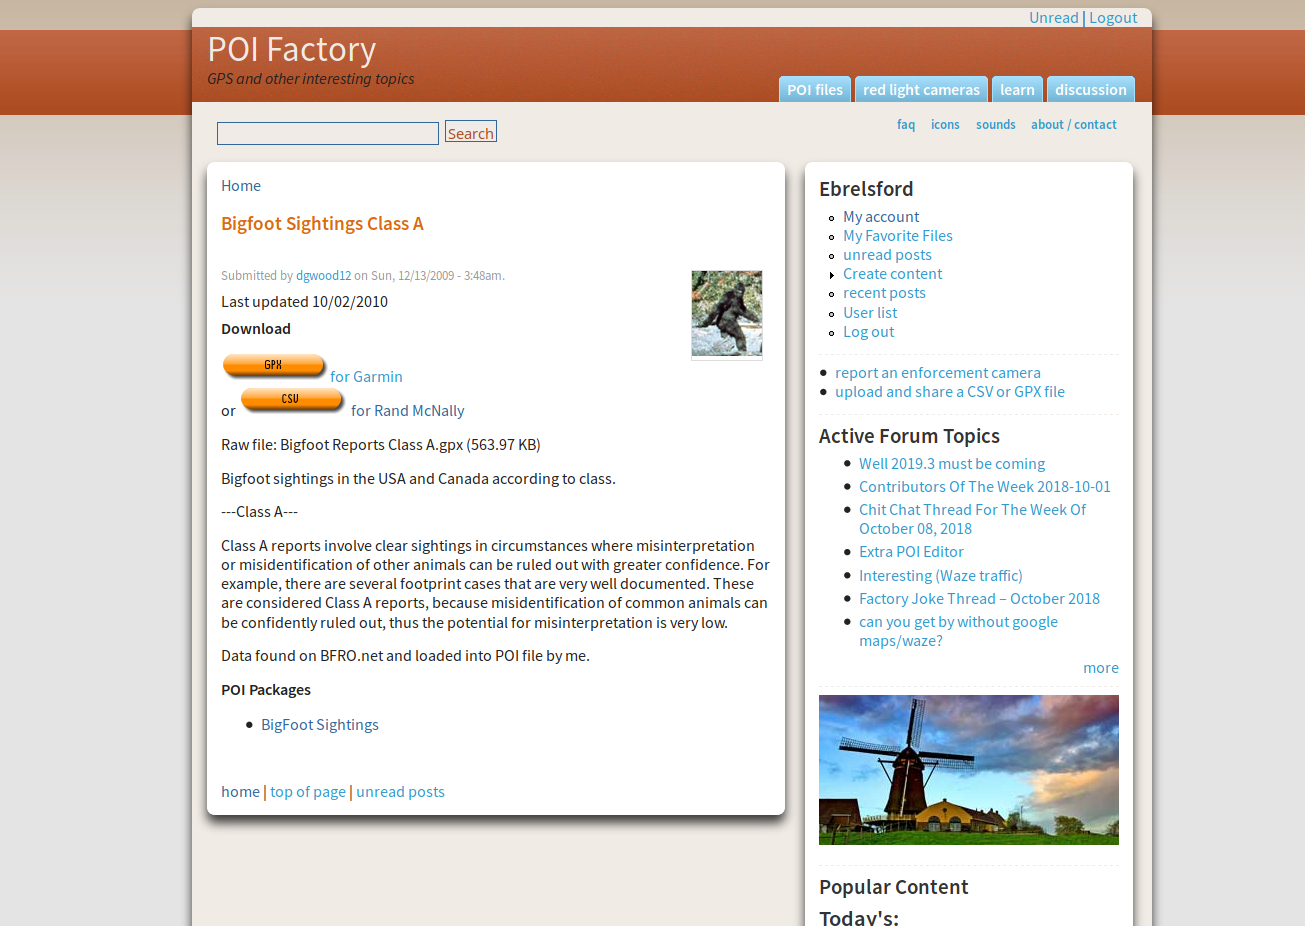 Unread | Logout
POI Factory
GPS and other interesting topics
POI files red light cameras learn discussion
Search
faq icons sounds about / contact
Home
Bigfoot Sightings Class A
Submitted by dgwood12 on Sun, 12/13/2009 - 3:48am.
Last updated 10/02/2010
Download
GPX for Garmin
or CSV for Rand McNally
Raw file: Bigfoot Reports Class A.gpx (563.97 KB)
Bigfoot sightings in the USA and Canada according to class.
---Class A---
Class A reports involve clear sightings in circumstances where misinterpretation
or misidentification of other animals can be ruled out with greater confidence. For
example, there are several footprint cases that are very well documented. These
are considered Class A reports, because misidentification of common animals can
be confidently ruled out, thus the potential for misinterpretation is very low.
Data found on BFRO.net and loaded into POI file by me.
POI Packages
BigFoot Sightings
home | top of page | unread posts
Ebrelsford
My account
My Favorite Files
unread posts
Create content
recent posts
User list
Log out
report an enforcement camera
upload and share a CSV or GPX file
Active Forum Topics
Well 2019.3 must be coming
Contributors Of The Week 2018-10-01
Chit Chat Thread For The Week Of
October 08, 2018
Extra POI Editor
Interesting (Waze traffic)
Factory Joke Thread – October 2018
can you get by without google
maps/waze?
more
Popular Content
Today's: